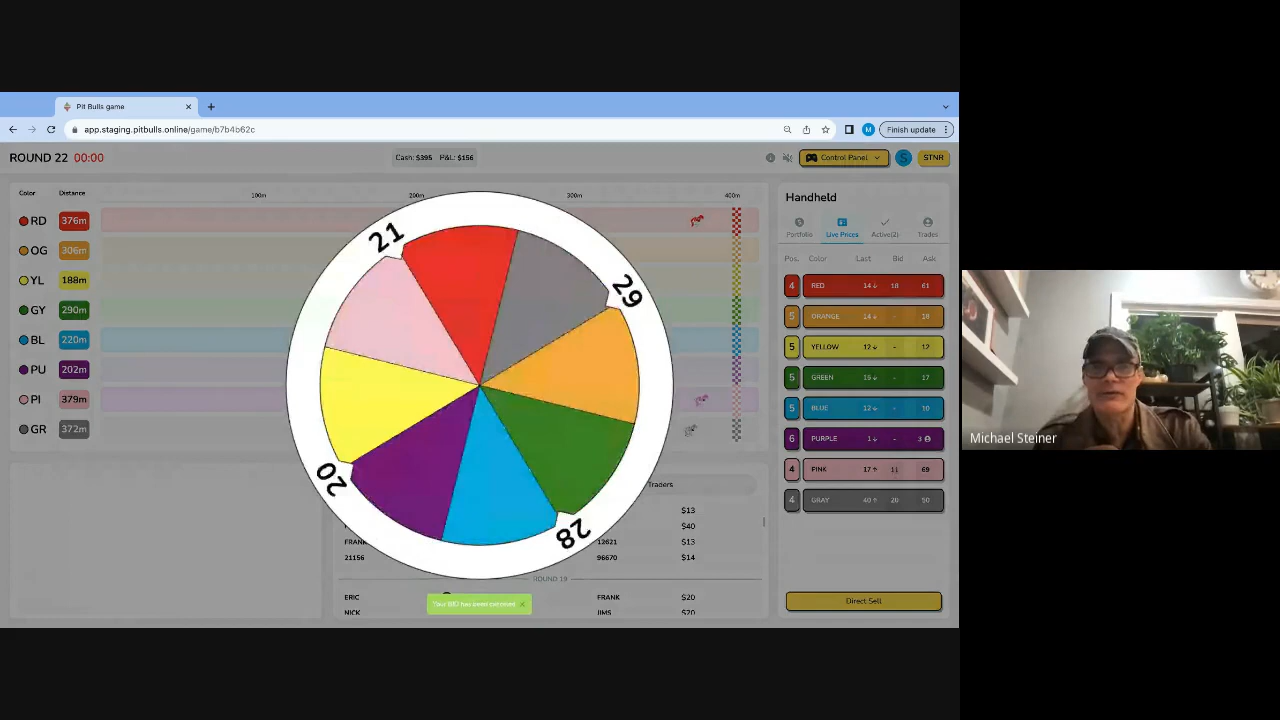 Pit Bulls game
app.staging.pitbulls.online/game/b7b4b62c
Finish update
M
ROUND 22 00:00
Cash: $395 P&L: $156
Control Panel
S
STNR
Color Distance
100m 200m 300m 400m
RD 376m
OG 306m
YL 188m
GY 290m
BL 220m
PU 202m
PI 379m
GR 372m
21
29
20
28
Traders
$13
$40
FRANK 12621 $13
21156 96670 $14
ROUND 19
ERIC FRANK $20
NICK JIMS $20
Handheld
Portfolio Live Prices Active(2) Trades
Pos. Color Last Bid Ask
4 RED 14↓ 18 61
5 ORANGE 14↓ - 18
5 YELLOW 12↓ - 12
5 GREEN 15↓ - 17
5 BLUE 12↓ - 10
6 PURPLE 1↓ - 3
4 PINK 17↑ 11 69
4 GRAY 40↑ 20 50
Direct Sell
Michael Steiner